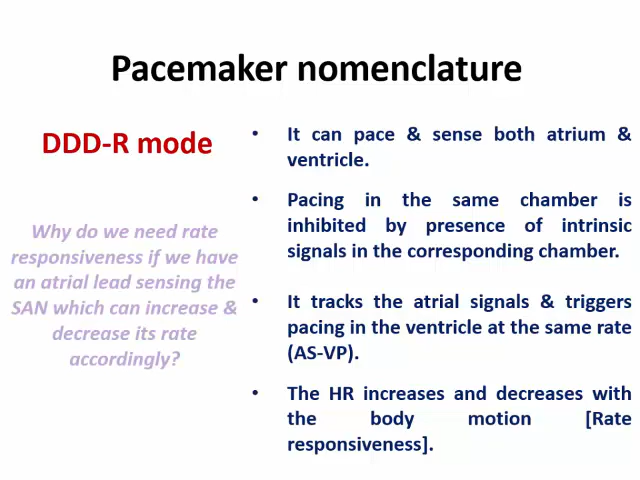 Pacemaker nomenclature
DDD-R mode
Why do we need rate
responsiveness if we have
an atrial lead sensing the
SAN which can increase &
decrease its rate
accordingly?
• It can pace & sense both atrium &
ventricle.
• Pacing in the same chamber is
inhibited by presence of intrinsic
signals in the corresponding chamber.
• It tracks the atrial signals & triggers
pacing in the ventricle at the same rate
(AS-VP).
• The HR increases and decreases with
the body motion [Rate
responsiveness].